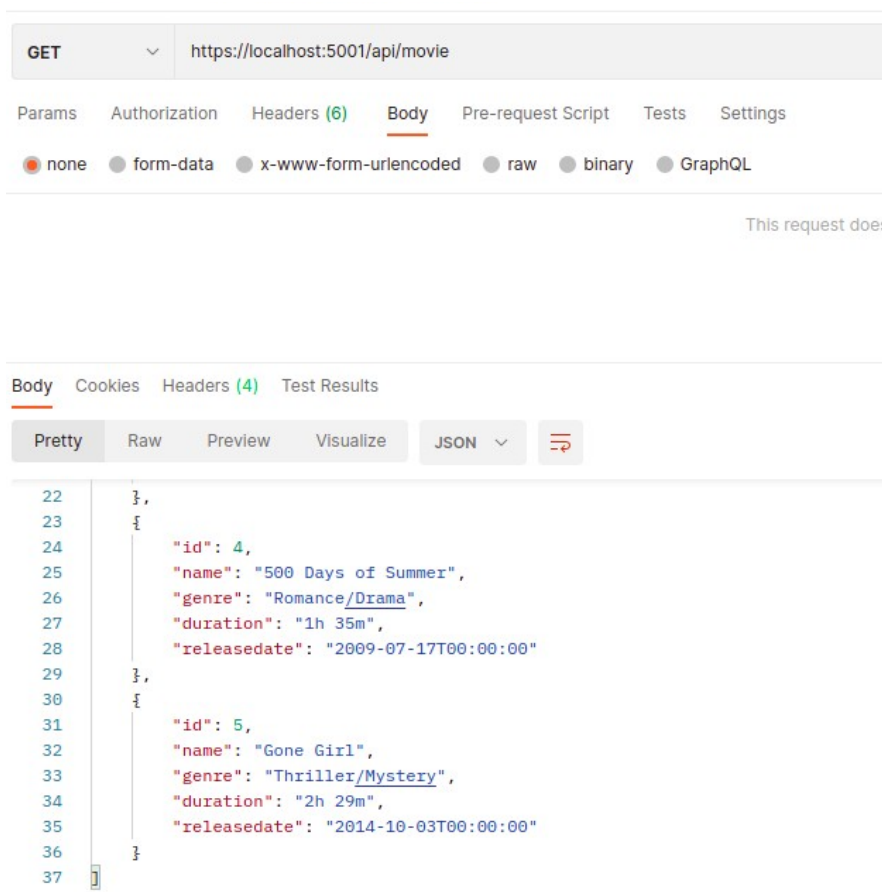 GET https://localhost:5001/api/movie
Params Authorization Headers (6) Body Pre-request Script Tests Settings
none form-data x-www-form-urlencoded raw binary GraphQL
This request does
Body Cookies Headers (4) Test Results
Pretty Raw Preview Visualize JSON
22 },
23 {
24 "id": 4,
25 "name": "500 Days of Summer",
26 "genre": "Romance/Drama",
27 "duration": "1h 35m",
28 "releasedate": "2009-07-17T00:00:00"
29 },
30 {
31 "id": 5,
32 "name": "Gone Girl",
33 "genre": "Thriller/Mystery",
34 "duration": "2h 29m",
35 "releasedate": "2014-10-03T00:00:00"
36 }
37 ]